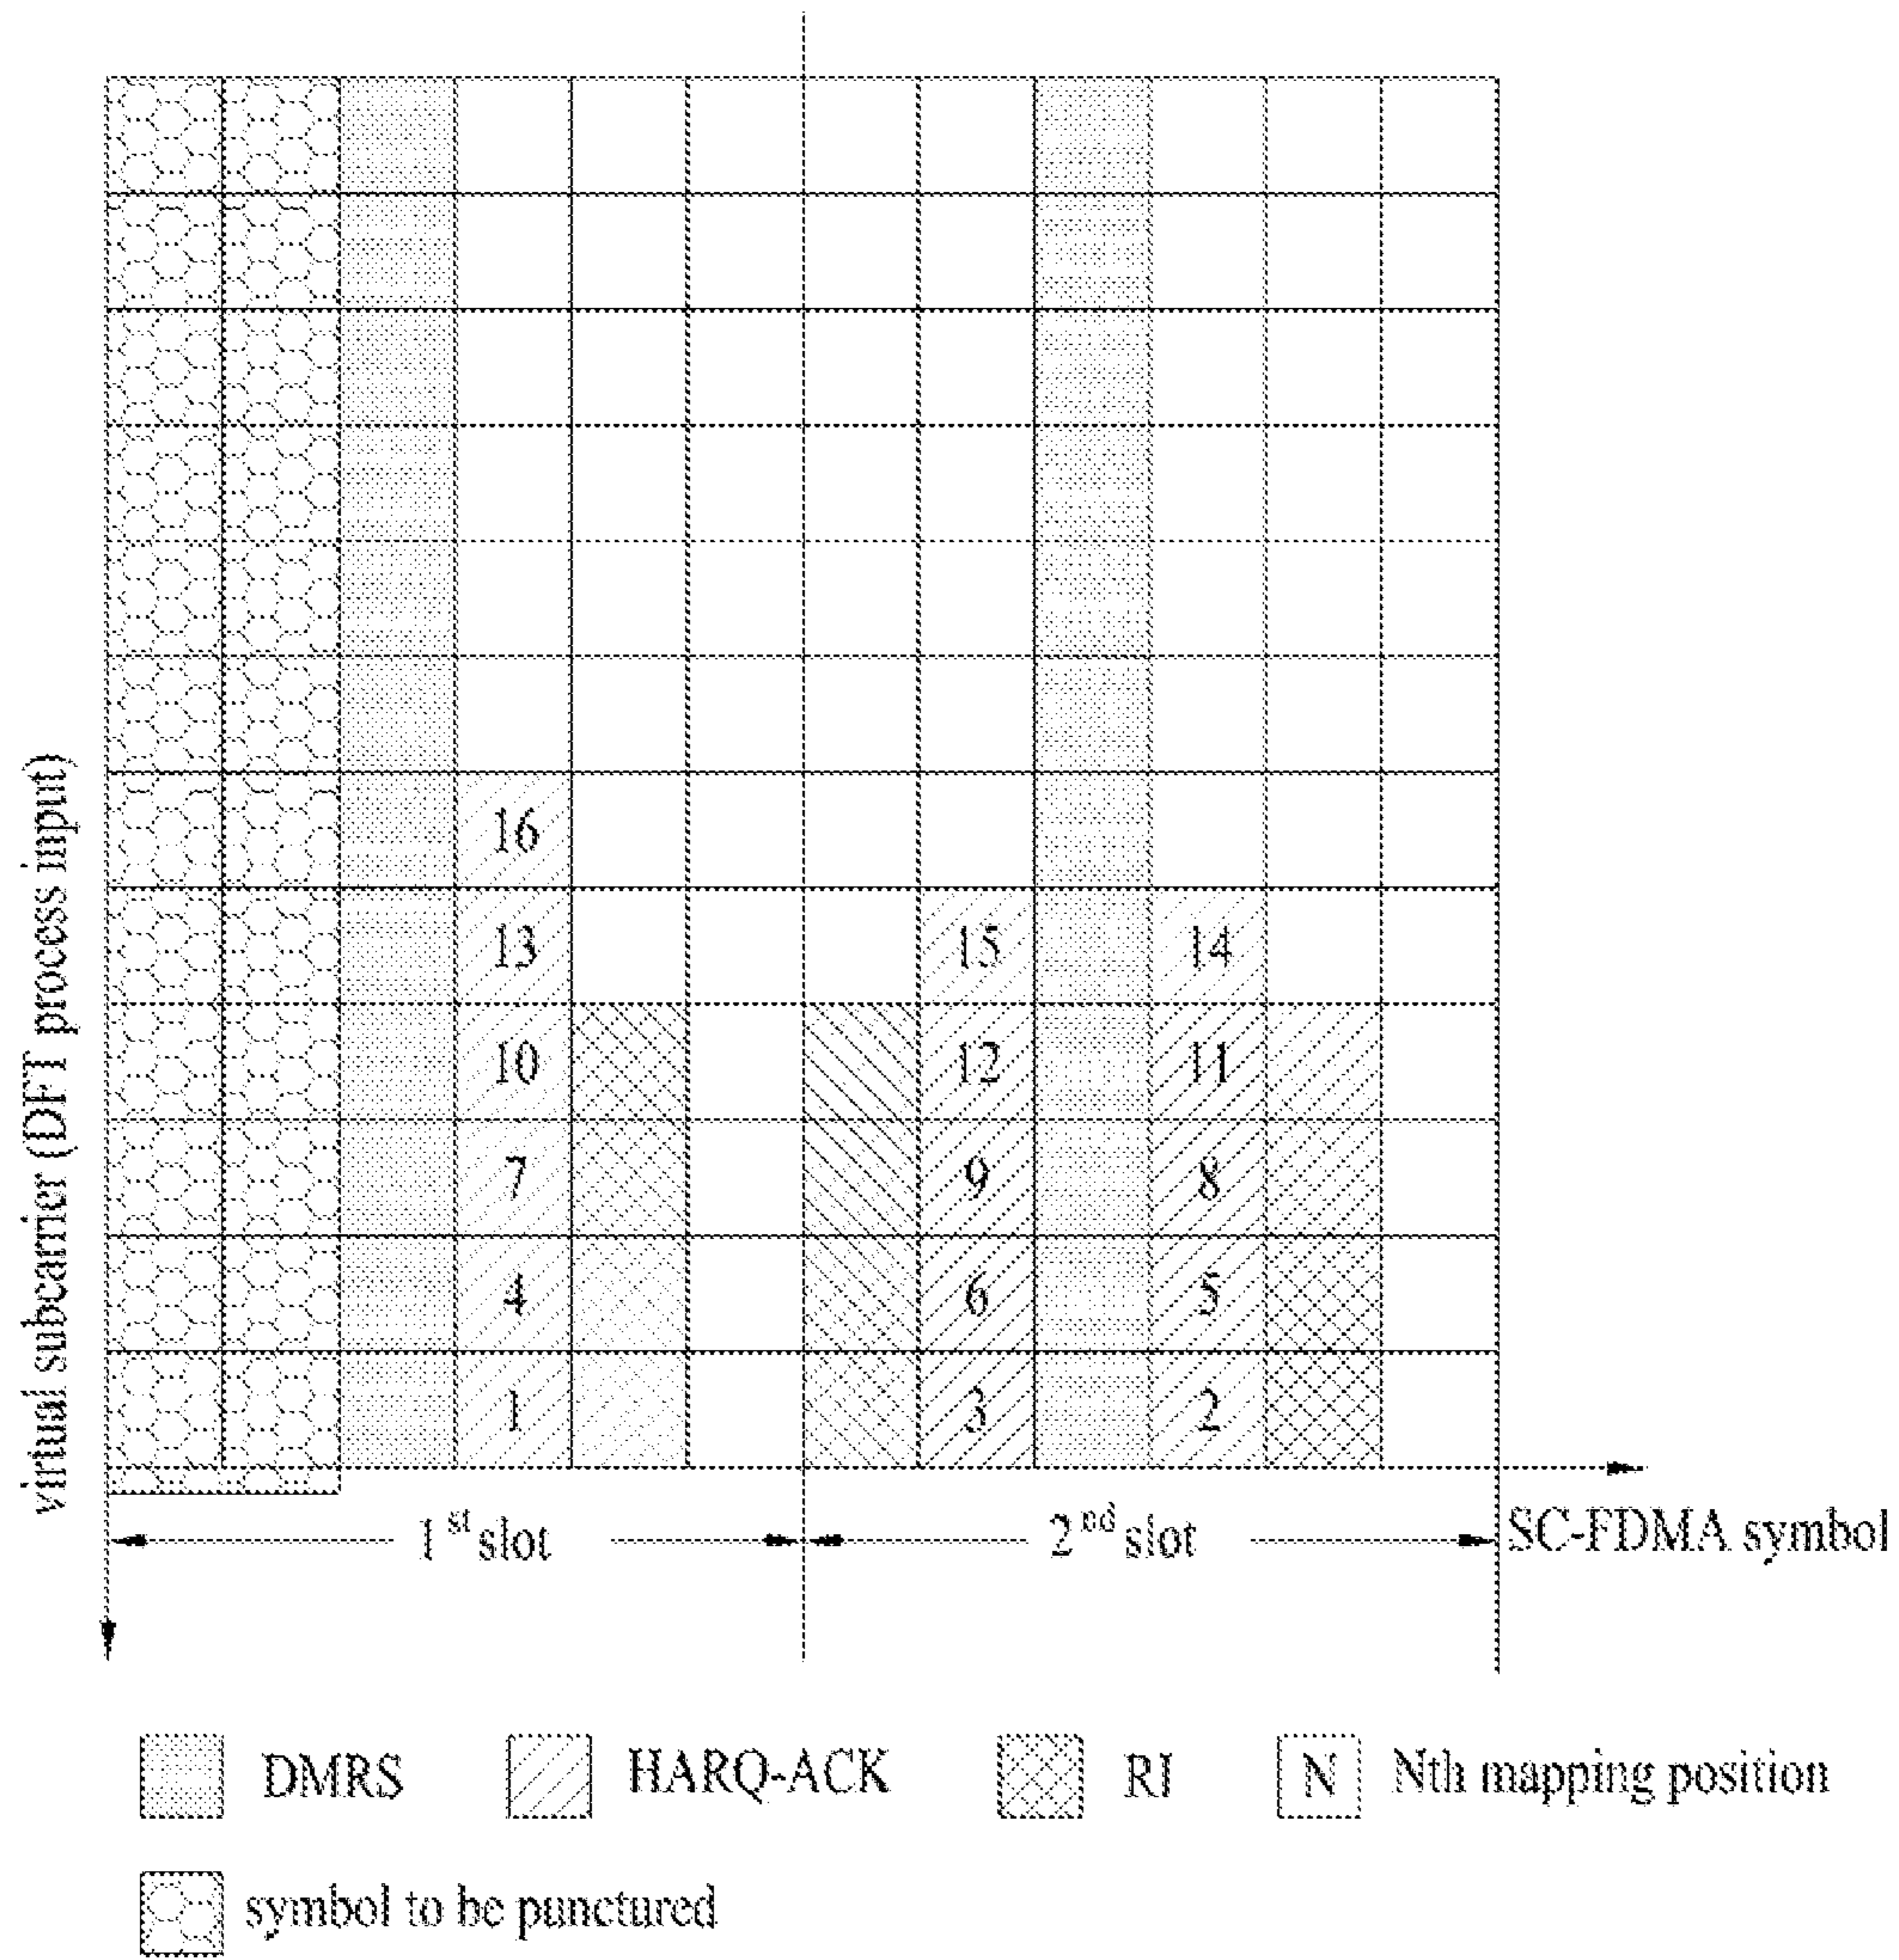 virtual subcarrier (DFT process input)
16
13 15 14
10 12 11
7 9 8
4 6 5
1 3 2
1st slot 2nd slot SC-FDMA symbol
DMRS HARQ-ACK RI N Nth mapping position
symbol to be punctured